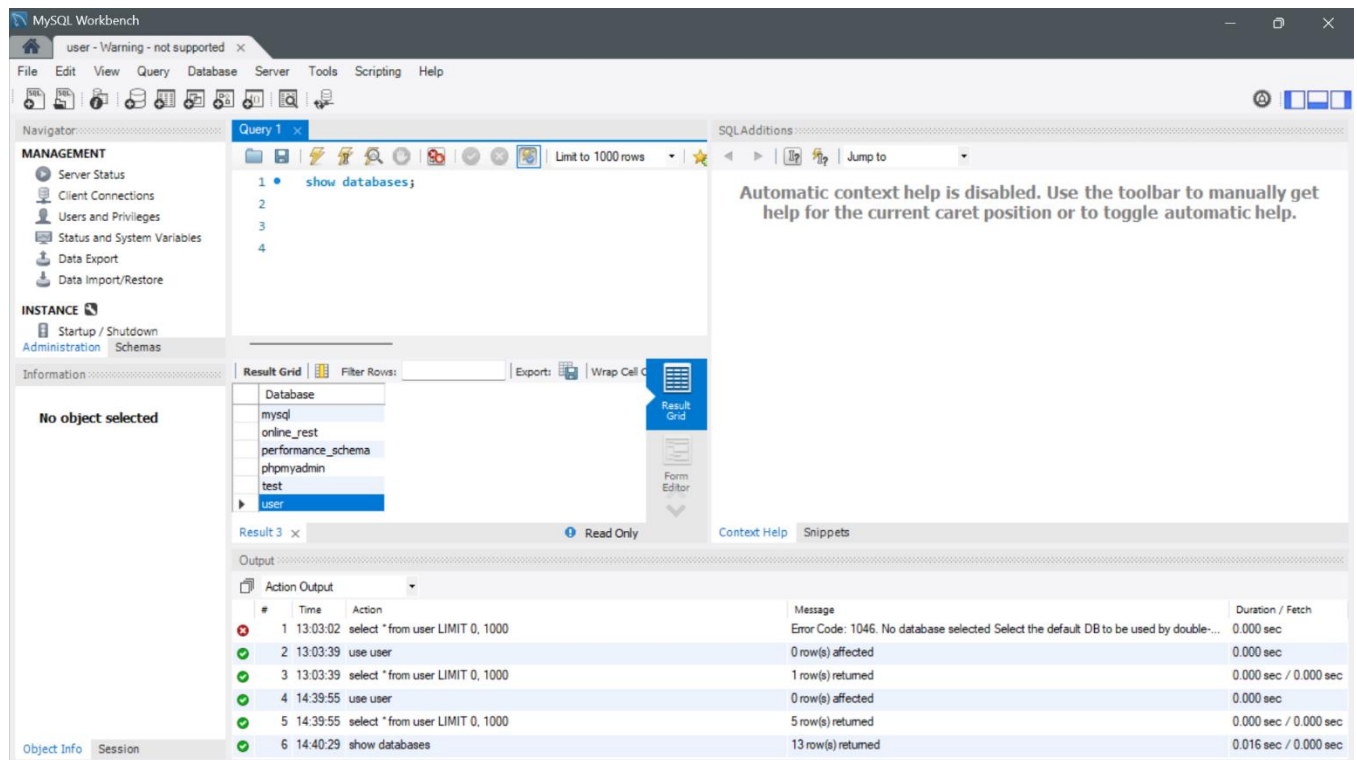 MySQL Workbench
user - Warning - not supported
File Edit View Query Database Server Tools Scripting Help
Navigator
MANAGEMENT
Server Status
Client Connections
Users and Privileges
Status and System Variables
Data Export
Data Import/Restore
INSTANCE
Startup / Shutdown
Administration Schemas
Information
No object selected
Object Info Session
Query 1
Limit to 1000 rows
1 show databases;
2
3
4
Result Grid Filter Rows: Export: Wrap Cell C
Database
mysql
online_rest
performance_schema
phpmyadmin
test
user
Result Grid
Form Editor
Result 3 Read Only
SQLAdditions
Jump to
Automatic context help is disabled. Use the toolbar to manually get
help for the current caret position or to toggle automatic help.
Context Help Snippets
Output
Action Output
# Time Action Message Duration / Fetch
1 13:03:02 select * from user LIMIT 0, 1000 Error Code: 1046. No database selected Select the default DB to be used by double-... 0.000 sec
2 13:03:39 use user 0 row(s) affected 0.000 sec
3 13:03:39 select * from user LIMIT 0, 1000 1 row(s) returned 0.000 sec / 0.000 sec
4 14:39:55 use user 0 row(s) affected 0.000 sec
5 14:39:55 select * from user LIMIT 0, 1000 5 row(s) returned 0.000 sec / 0.000 sec
6 14:40:29 show databases 13 row(s) returned 0.016 sec / 0.000 sec